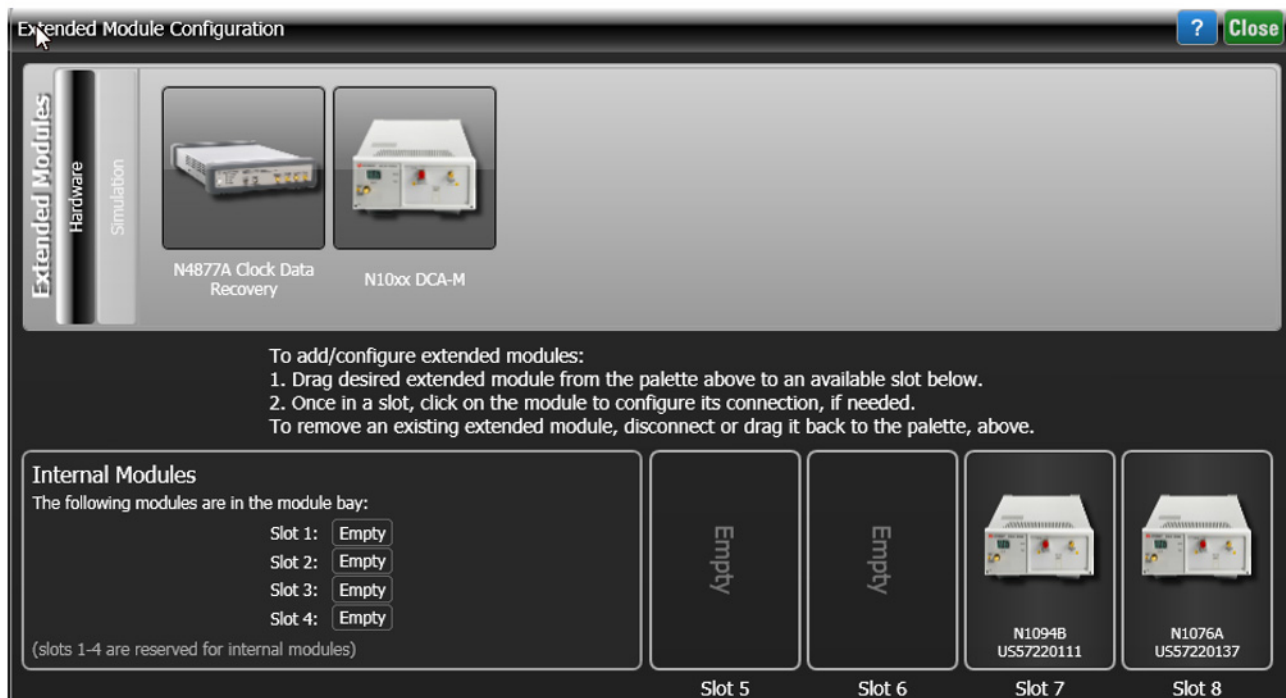 Extended Module Configuration
?
Close
Extended Modules
Hardware
Simulation
N4877A Clock Data
Recovery
N10xx DCA-M
To add/configure extended modules:
1. Drag desired extended module from the palette above to an available slot below.
2. Once in a slot, click on the module to configure its connection, if needed.
To remove an existing extended module, disconnect or drag it back to the palette, above.
Internal Modules
The following modules are in the module bay:
Slot 1: Empty
Slot 2: Empty
Slot 3: Empty
Slot 4: Empty
(slots 1-4 are reserved for internal modules)
Empty
Slot 5
Empty
Slot 6
N1094B
US57220111
Slot 7
N1076A
US57220137
Slot 8